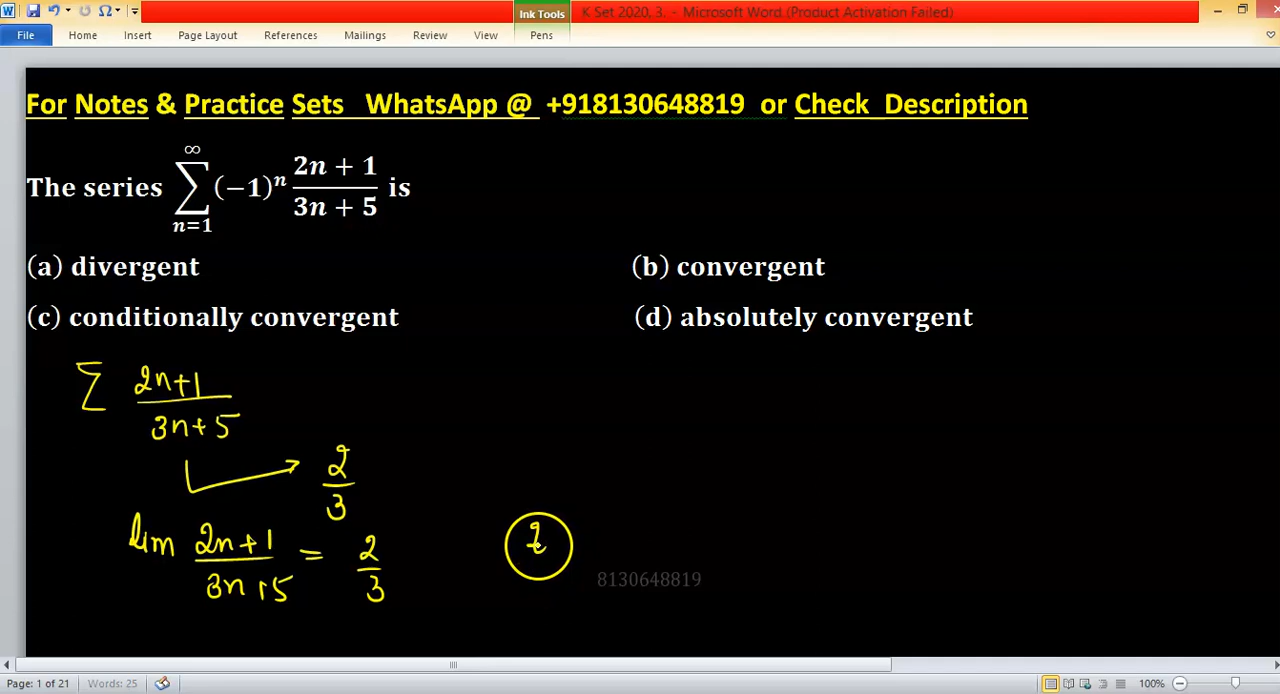 Ink Tools
K Set 2020, 3. - Microsoft Word (Product Activation Failed)
File Home Insert Page Layout References Mailings Review View Pens
For Notes & Practice Sets WhatsApp @ +918130648819 or Check Description
The series ∑_{n=1}^{∞} (−1)^n (2n + 1)/(3n + 5) is
(a) divergent (b) convergent
(c) conditionally convergent (d) absolutely convergent
∑ (2n+1)/(3n+5)
2/3
lim (2n+1)/(3n+5) = 2/3
8130648819
Page: 1 of 21 Words: 25 100%